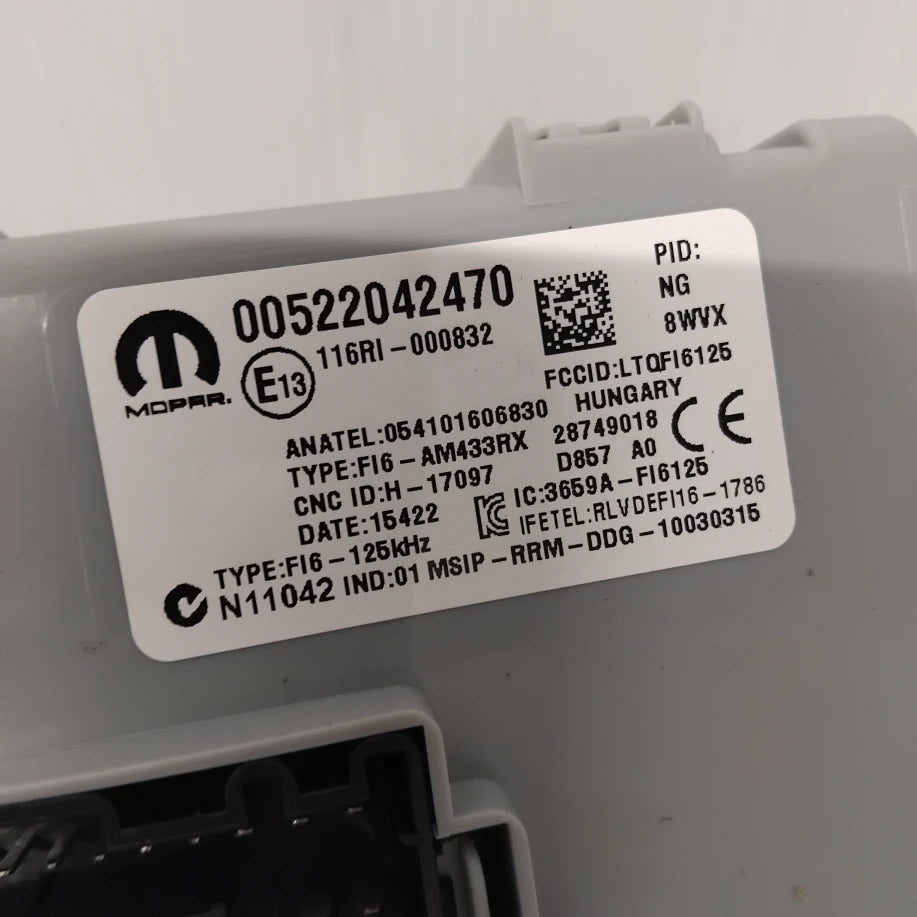 PID:
NG
8WVX
MOPAR.
00522042470
E13
116RI-000832
FCCID:LTQFI6125
ANATEL:054101606830 HUNGARY
TYPE:FI6-AM433RX 28749018
CNC ID:H-17097 D857 A0
CE
DATE:15422 IC:3659A-FI6125
TYPE:FI6-125kHz IFETEL:RLVDEFI16-1786
N11042 IND:01 MSIP-RRM-DDG-10030315